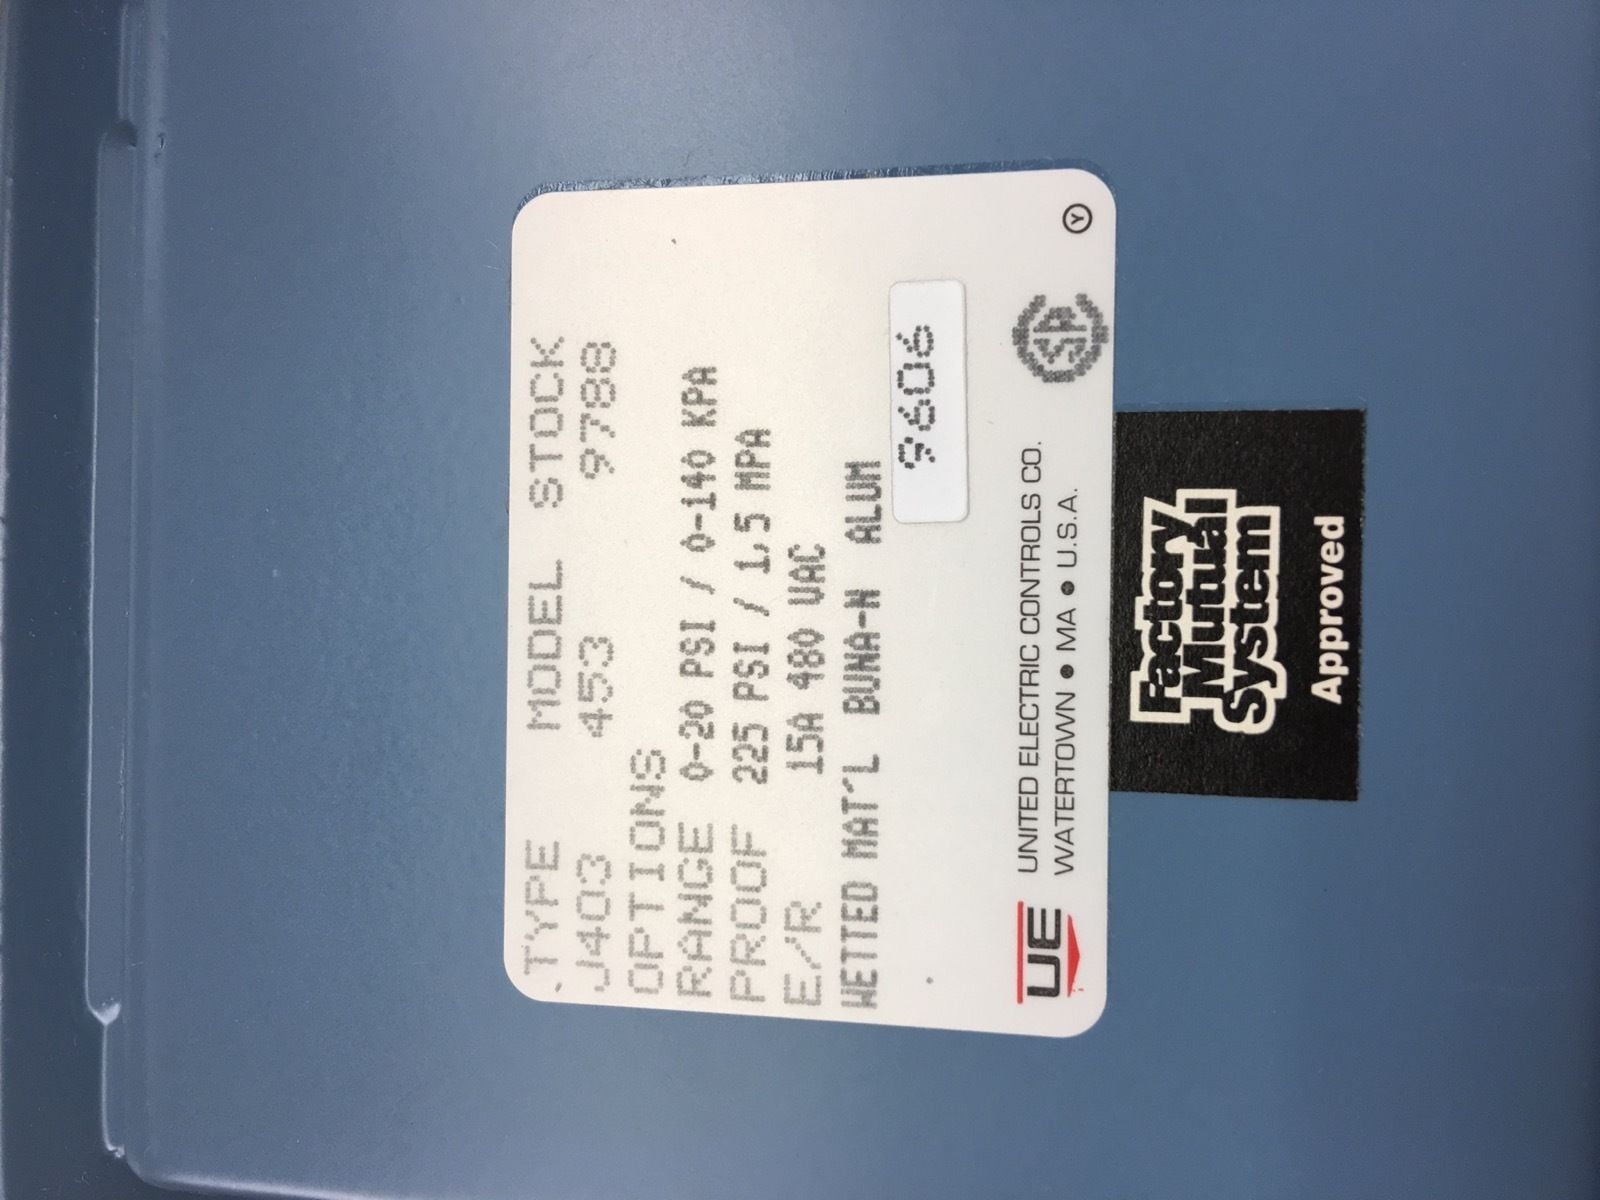 TYPE MODEL STOCK
J403 453 9788
OPTIONS
RANGE 0-20 PSI / 0-140 KPA
PROOF 225 PSI / 1.5 MPA
E/R 15A 480 VAC
WETTED MAT'L BUNA-N ALUM
9606
UE UNITED ELECTRIC CONTROLS CO.
WATERTOWN ● MA ● U.S.A.
SA
Y
Factory
Mutual
System
Approved